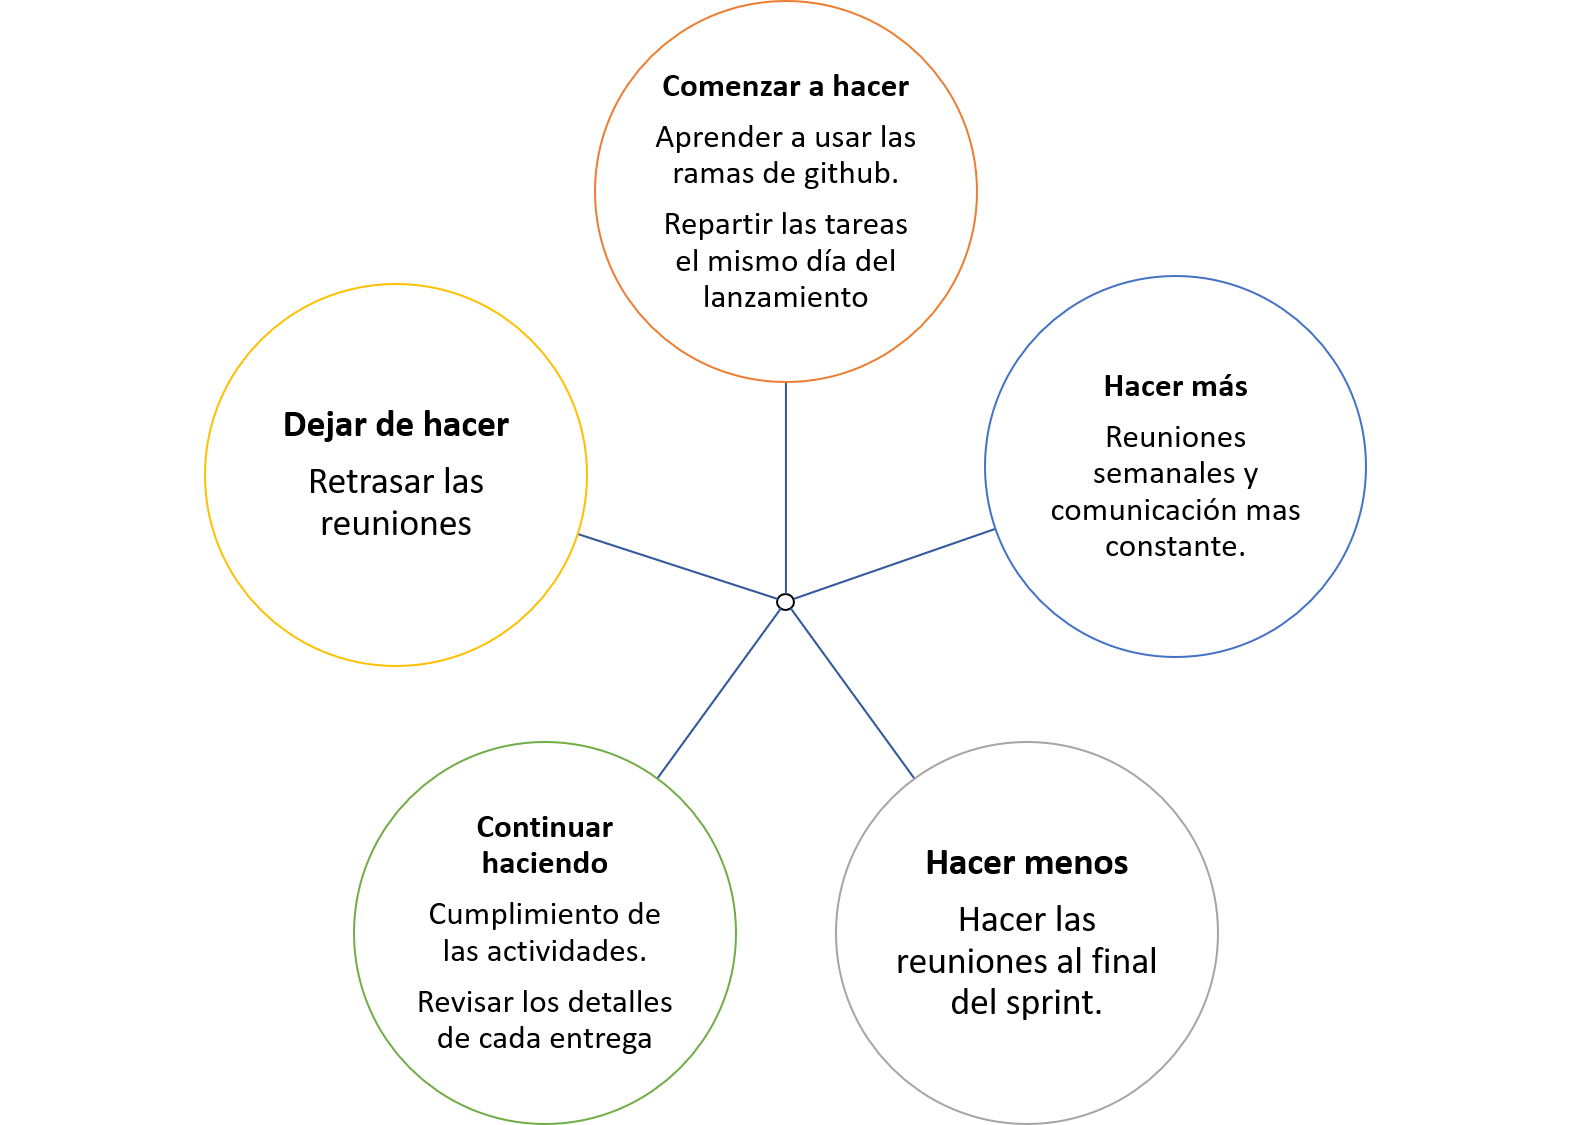 Comenzar a hacer
Aprender a usar las
ramas de github.
Repartir las tareas
el mismo día del
lanzamiento
Hacer más
Reuniones
semanales y
comunicación mas
constante.
Hacer menos
Hacer las
reuniones al final
del sprint.
Continuar
haciendo
Cumplimiento de
las actividades.
Revisar los detalles
de cada entrega
Dejar de hacer
Retrasar las
reuniones